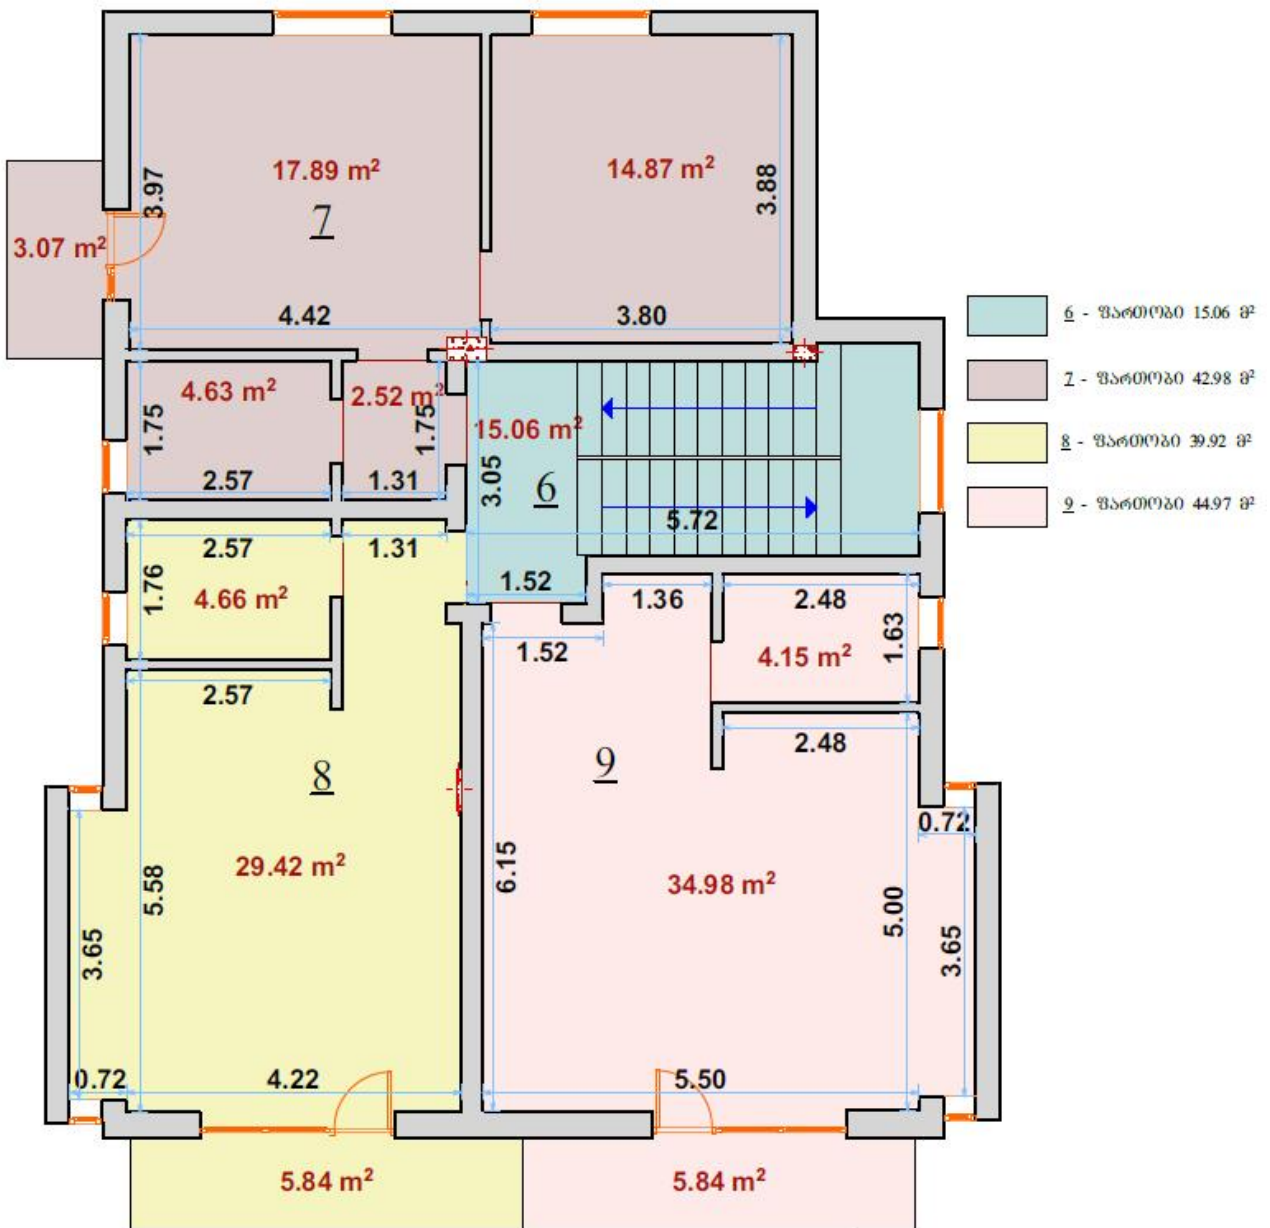 17.89 m²
14.87 m²
3.97
3.88
7
3.07 m²
4.42
3.80
4.63 m²
2.52 m²
1.75
1.75
15.06 m²
2.57
1.31
3.05
6
5.72
2.57
1.31
1.76
4.66 m²
1.52
1.36
2.48
1.63
1.52
4.15 m²
2.57
2.48
8
9
0.72
29.42 m²
5.58
6.15
34.98 m²
5.00
3.65
3.65
0.72
4.22
5.50
5.84 m²
5.84 m²
6 - ფართობი 15.06 მ²
7 - ფართობი 42.98 მ²
8 - ფართობი 39.92 მ²
9 - ფართობი 44.97 მ²